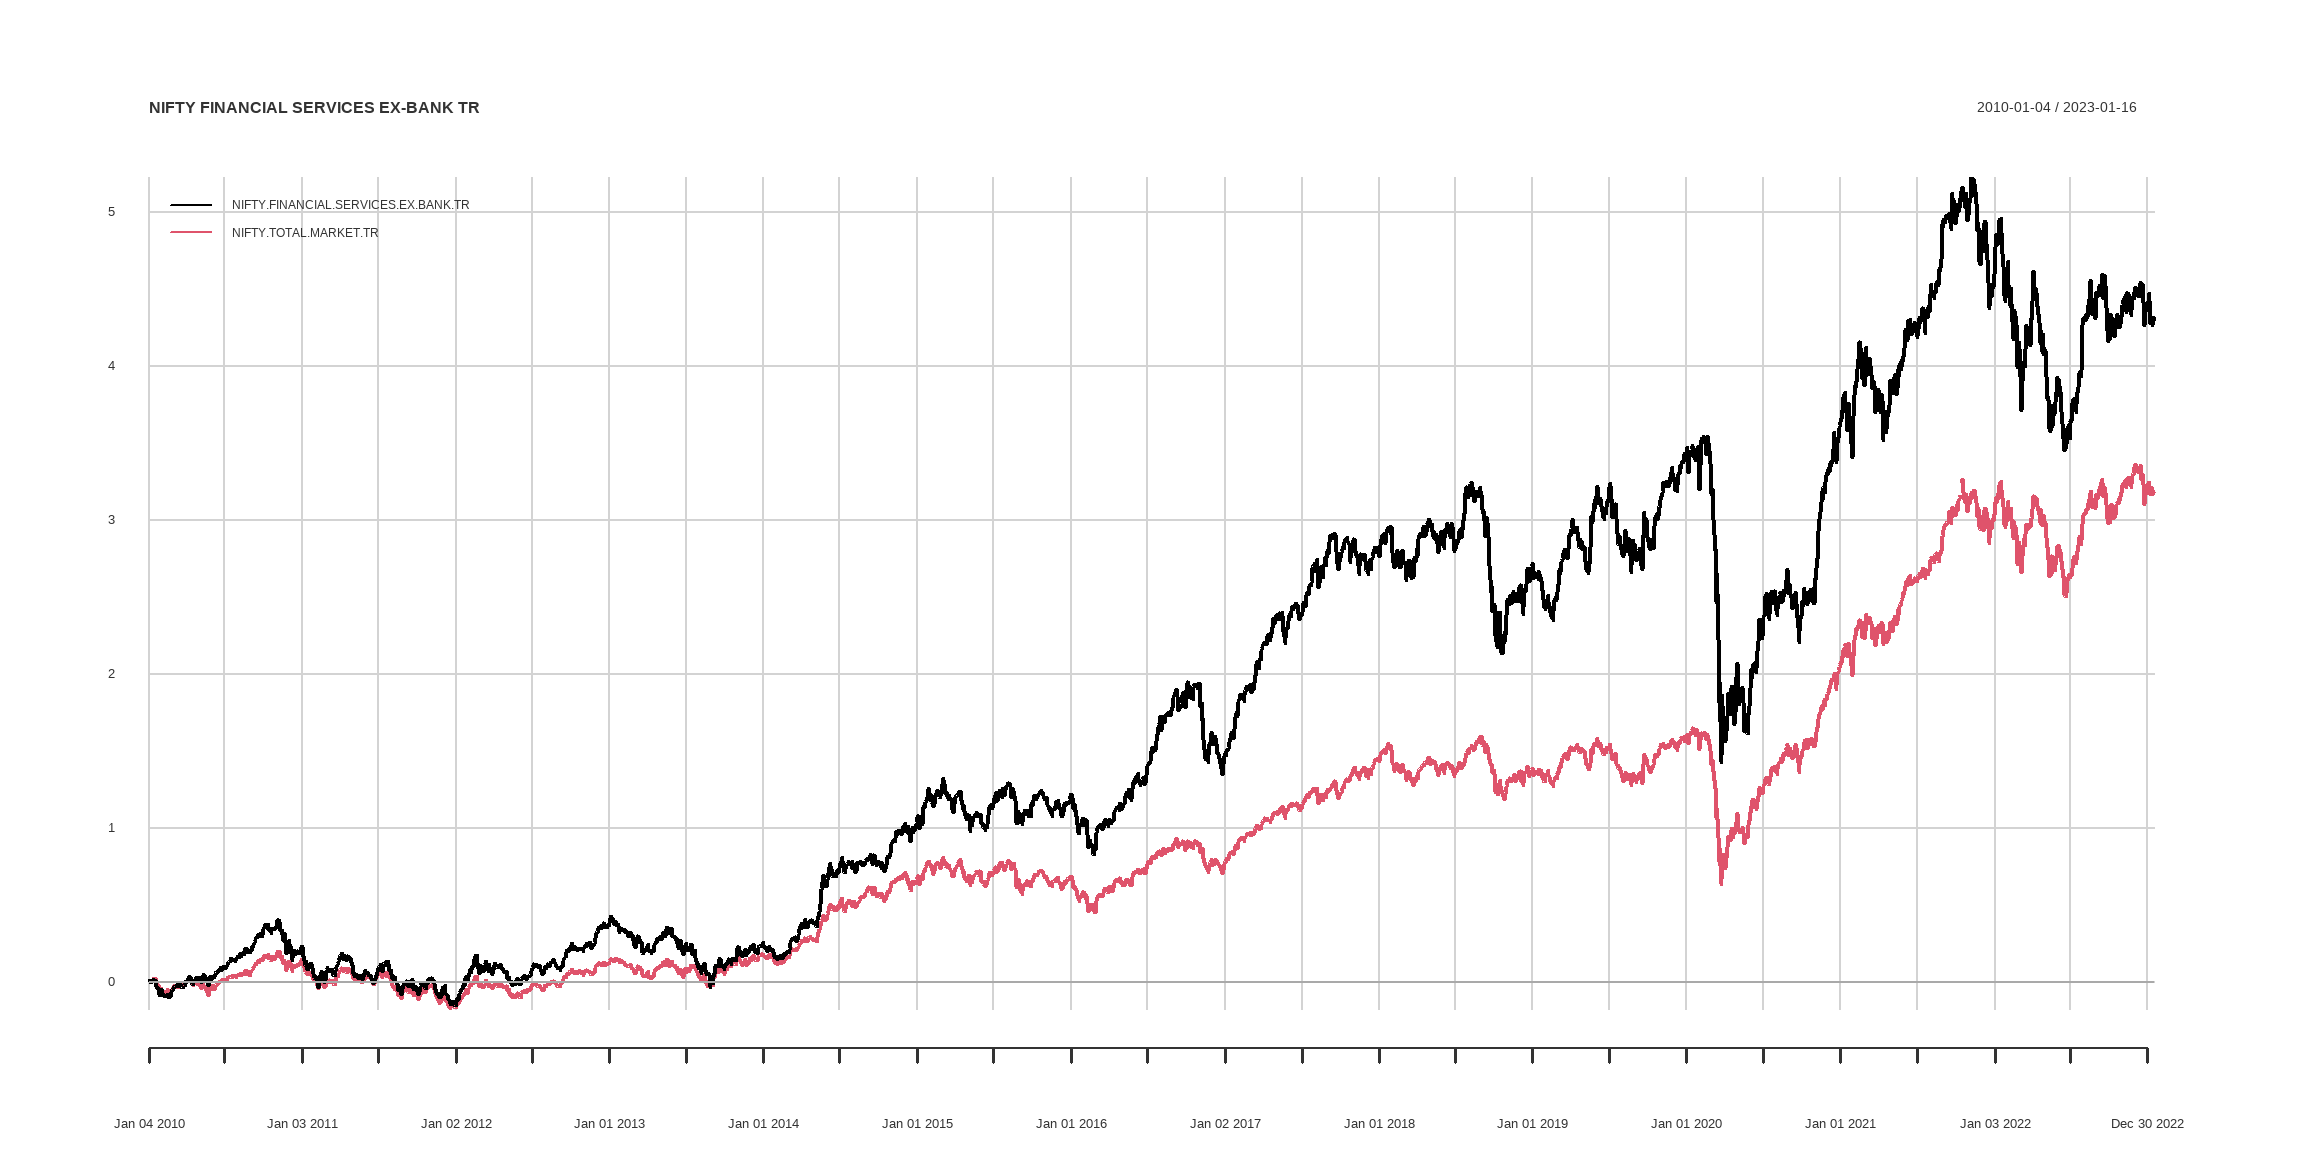 NIFTY FINANCIAL SERVICES EX-BANK TR
2010-01-04 / 2023-01-16
NIFTY.FINANCIAL.SERVICES.EX.BANK.TR
NIFTY.TOTAL.MARKET.TR
5
4
3
2
1
0
Jan 04 2010
Jan 03 2011
Jan 02 2012
Jan 01 2013
Jan 01 2014
Jan 01 2015
Jan 01 2016
Jan 02 2017
Jan 01 2018
Jan 01 2019
Jan 01 2020
Jan 01 2021
Jan 03 2022
Dec 30 2022